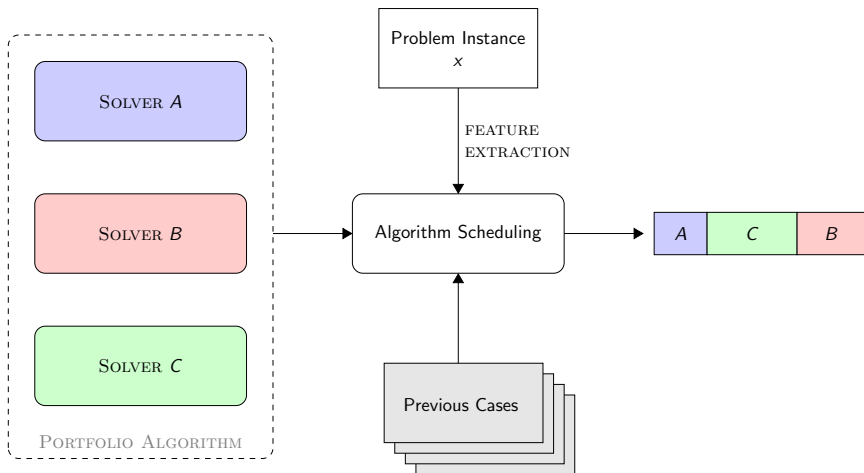 Problem Instance
x
SOLVER A
FEATURE
EXTRACTION
SOLVER B
Algorithm Scheduling
A C B
SOLVER C
Previous Cases
PORTFOLIO ALGORITHM